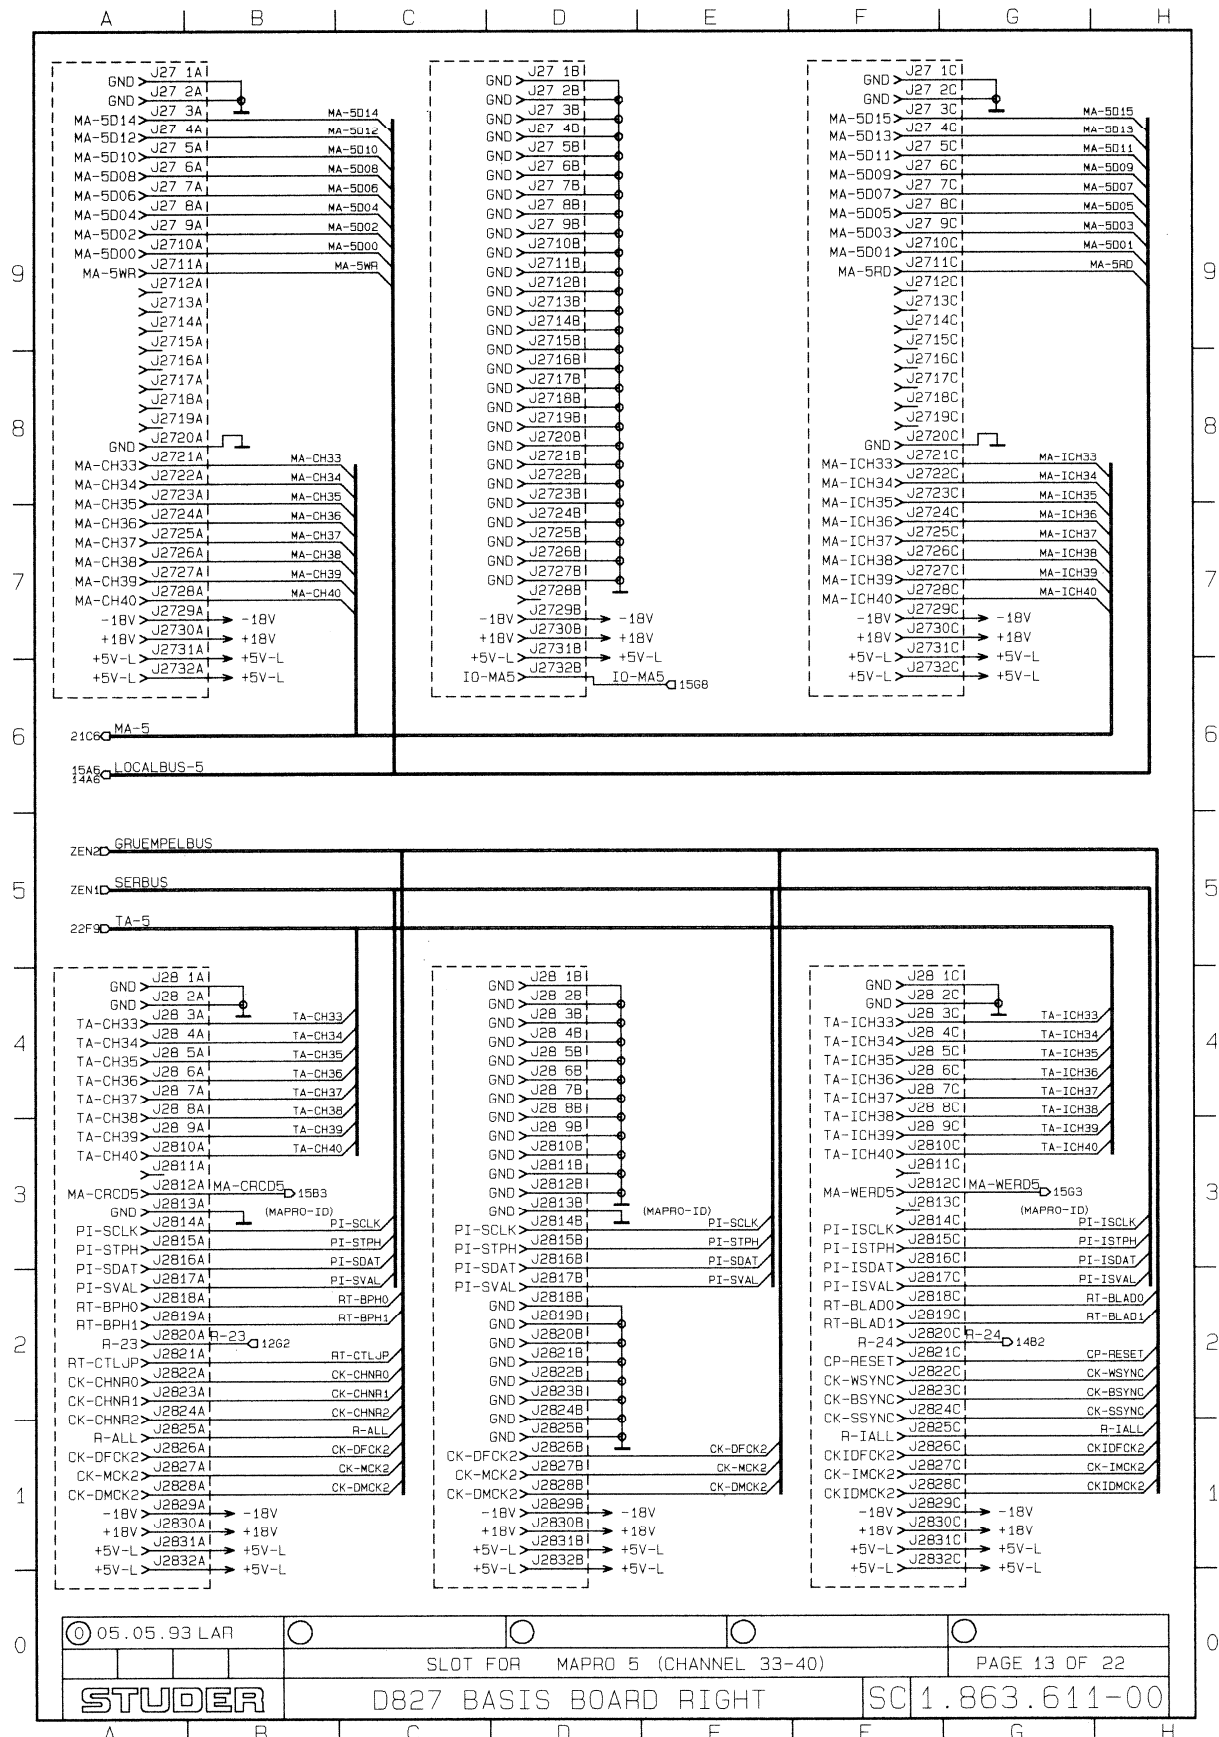 A B C D E F G H
J27 1A
GND
J27 2A
GND
J27 3A
MA-5D14 MA-5D14
J27 4A
MA-5D12 MA-5D12
J27 5A
MA-5D10 MA-5D10
J27 6A
MA-5D08 MA-5D08
J27 7A
MA-5D06 MA-5D06
J27 8A
MA-5D04 MA-5D04
J27 9A
MA-5D02 MA-5D02
J2710A
MA-5D00 MA-5D00
J2711A
MA-5WR MA-5WR
J2712A
J2713A
J2714A
J2715A
J2716A
J2717A
J2718A
J2719A
J2720A
GND
J2721A
MA-CH33 MA-CH33
J2722A
MA-CH34 MA-CH34
J2723A
MA-CH35 MA-CH35
J2724A
MA-CH36 MA-CH36
J2725A
MA-CH37 MA-CH37
J2726A
MA-CH38 MA-CH38
J2727A
MA-CH39 MA-CH39
J2728A
MA-CH40 MA-CH40
J2729A
-18V -18V
J2730A
+18V +18V
J2731A
+5V-L +5V-L
J2732A
+5V-L +5V-L
J27 1B
GND
J27 2B
GND
J27 3B
GND
J27 4B
GND
J27 5B
GND
J27 6B
GND
J27 7B
GND
J27 8B
GND
J27 9B
GND
J2710B
GND
J2711B
GND
J2712B
GND
J2713B
GND
J2714B
GND
J2715B
GND
J2716B
GND
J2717B
GND
J2718B
GND
J2719B
GND
J2720B
GND
J2721B
GND
J2722B
GND
J2723B
GND
J2724B
GND
J2725B
GND
J2726B
GND
J2727B
GND
J2728B
J2729B
-18V -18V
J2730B
+18V +18V
J2731B
+5V-L +5V-L
J2732B
IO-MA5 IO-MA5 15G8
J27 1C
GND
J27 2C
GND
J27 3C
MA-5D15 MA-5D15
J27 4C
MA-5D13 MA-5D13
J27 5C
MA-5D11 MA-5D11
J27 6C
MA-5D09 MA-5D09
J27 7C
MA-5D07 MA-5D07
J27 8C
MA-5D05 MA-5D05
J27 9C
MA-5D03 MA-5D03
J2710C
MA-5D01 MA-5D01
J2711C
MA-5RD MA-5RD
J2712C
J2713C
J2714C
J2715C
J2716C
J2717C
J2718C
J2719C
J2720C
GND
J2721C
MA-ICH33 MA-ICH33
J2722C
MA-ICH34 MA-ICH34
J2723C
MA-ICH35 MA-ICH35
J2724C
MA-ICH36 MA-ICH36
J2725C
MA-ICH37 MA-ICH37
J2726C
MA-ICH38 MA-ICH38
J2727C
MA-ICH39 MA-ICH39
J2728C
MA-ICH40 MA-ICH40
J2729C
-18V -18V
J2730C
+18V +18V
J2731C
+5V-L +5V-L
J2732C
+5V-L +5V-L
9 9
8 8
7 7
6 6
21C6 MA-5
15A6 LOCALBUS-5
14A6
ZEN2 GRUEMPELBUS
ZEN1 SERBUS
22F9 TA-5
5 5
4 4
3 3
2 2
1 1
0 0
J28 1A
GND
J28 2A
GND
J28 3A
TA-CH33 TA-CH33
J28 4A
TA-CH34 TA-CH34
J28 5A
TA-CH35 TA-CH35
J28 6A
TA-CH36 TA-CH36
J28 7A
TA-CH37 TA-CH37
J28 8A
TA-CH38 TA-CH38
J28 9A
TA-CH39 TA-CH39
J2810A
TA-CH40 TA-CH40
J2811A
J2812A
MA-CRCD5 MA-CRCD5 15B3
J2813A
GND (MAPRO-ID)
J2814A
PI-SCLK PI-SCLK
J2815A
PI-STPH PI-STPH
J2816A
PI-SDAT PI-SDAT
J2817A
PI-SVAL PI-SVAL
J2818A
RT-BPH0 RT-BPH0
J2819A
RT-BPH1 RT-BPH1
J2820A
R-23 R-23 12G2
J2821A
RT-CTLJP RT-CTLJP
J2822A
CK-CHNR0 CK-CHNR0
J2823A
CK-CHNR1 CK-CHNR1
J2824A
CK-CHNR2 CK-CHNR2
J2825A
R-ALL R-ALL
J2826A
CK-DFCK2 CK-DFCK2
J2827A
CK-MCK2 CK-MCK2
J2828A
CK-DMCK2 CK-DMCK2
J2829A
-18V -18V
J2830A
+18V +18V
J2831A
+5V-L +5V-L
J2832A
+5V-L +5V-L
J28 1B
GND
J28 2B
GND
J28 3B
GND
J28 4B
GND
J28 5B
GND
J28 6B
GND
J28 7B
GND
J28 8B
GND
J28 9B
GND
J2810B
GND
J2811B
GND
J2812B
GND
J2813B
GND (MAPRO-ID)
J2814B
PI-SCLK PI-SCLK
J2815B
PI-STPH PI-STPH
J2816B
PI-SDAT PI-SDAT
J2817B
PI-SVAL PI-SVAL
J2818B
GND
J2819B
GND
J2820B
GND
J2821B
GND
J2822B
GND
J2823B
GND
J2824B
GND
J2825B
GND
J2826B
CK-DFCK2 CK-DFCK2
J2827B
CK-MCK2 CK-MCK2
J2828B
CK-DMCK2 CK-DMCK2
J2829B
-18V -18V
J2830B
+18V +18V
J2831B
+5V-L +5V-L
J2832B
+5V-L +5V-L
J28 1C
GND
J28 2C
GND
J28 3C
TA-ICH33 TA-ICH33
J28 4C
TA-ICH34 TA-ICH34
J28 5C
TA-ICH35 TA-ICH35
J28 6C
TA-ICH36 TA-ICH36
J28 7C
TA-ICH37 TA-ICH37
J28 8C
TA-ICH38 TA-ICH38
J28 9C
TA-ICH39 TA-ICH39
J2810C
TA-ICH40 TA-ICH40
J2811C
J2812C
MA-WERD5 MA-WERD5 15G3
J2813C
(MAPRO-ID)
J2814C
PI-ISCLK PI-ISCLK
J2815C
PI-ISTPH PI-ISTPH
J2816C
PI-ISDAT PI-ISDAT
J2817C
PI-ISVAL PI-ISVAL
J2818C
RT-BLAD0 RT-BLAD0
J2819C
RT-BLAD1 RT-BLAD1
J2820C
R-24 R-24 14B2
J2821C
CP-RESET CP-RESET
J2822C
CK-WSYNC CK-WSYNC
J2823C
CK-BSYNC CK-BSYNC
J2824C
CK-SSYNC CK-SSYNC
J2825C
R-IALL R-IALL
J2826C
CKIDFCK2 CKIDFCK2
J2827C
CK-IMCK2 CK-IMCK2
J2828C
CKIDMCK2 CKIDMCK2
J2829C
-18V -18V
J2830C
+18V +18V
J2831C
+5V-L +5V-L
J2832C
+5V-L +5V-L
0 05.05.93 LAR
SLOT FOR MAPRO 5 (CHANNEL 33-40) PAGE 13 OF 22
STUDER D827 BASIS BOARD RIGHT SC 1.863.611-00
A B C D E F G H